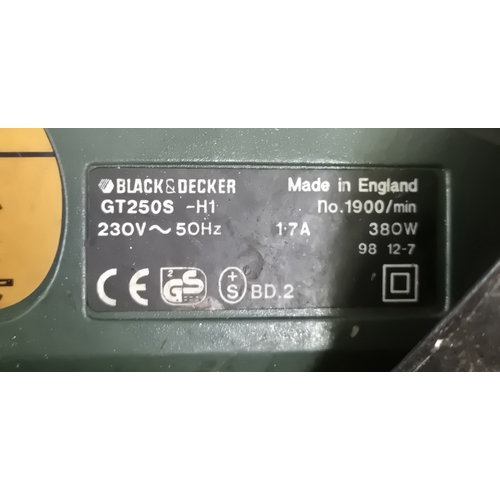 BLACK&DECKER Made in England
GT250S -H1 no.1900/min
230V~50Hz 1·7A 380W
98 12-7
CE 2 GS +S BD.2